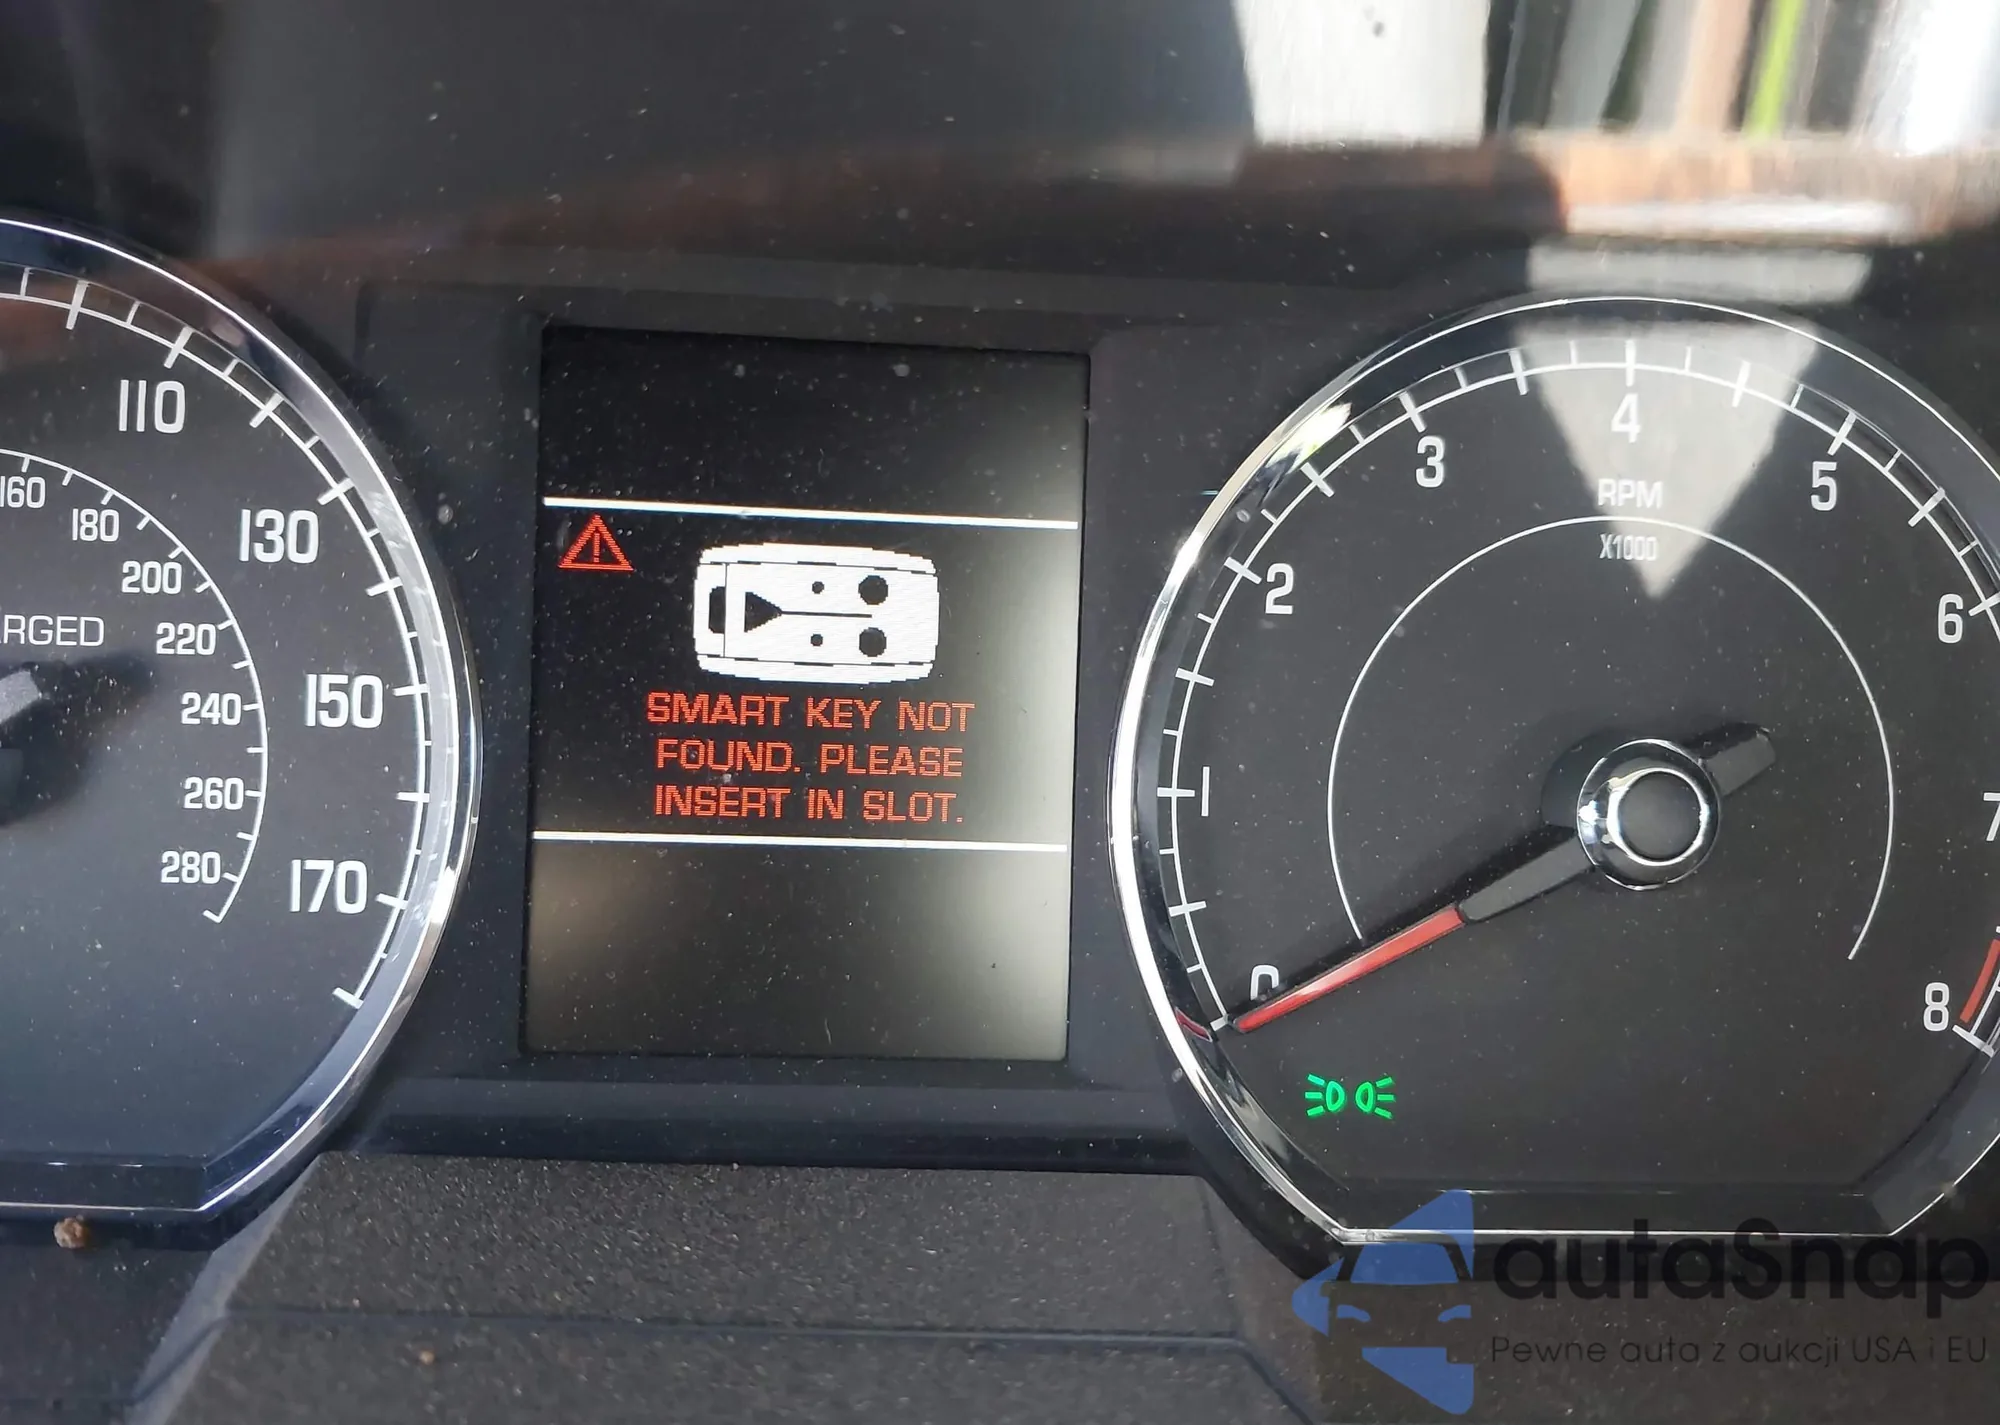 110
130
150
170
160
180
200
220
240
260
280
RGED
SMART KEY NOT
FOUND. PLEASE
INSERT IN SLOT.
0
1
2
3
4
5
6
7
8
RPM
X1000
autaSnap
Pewne auta z aukcji USA i EU